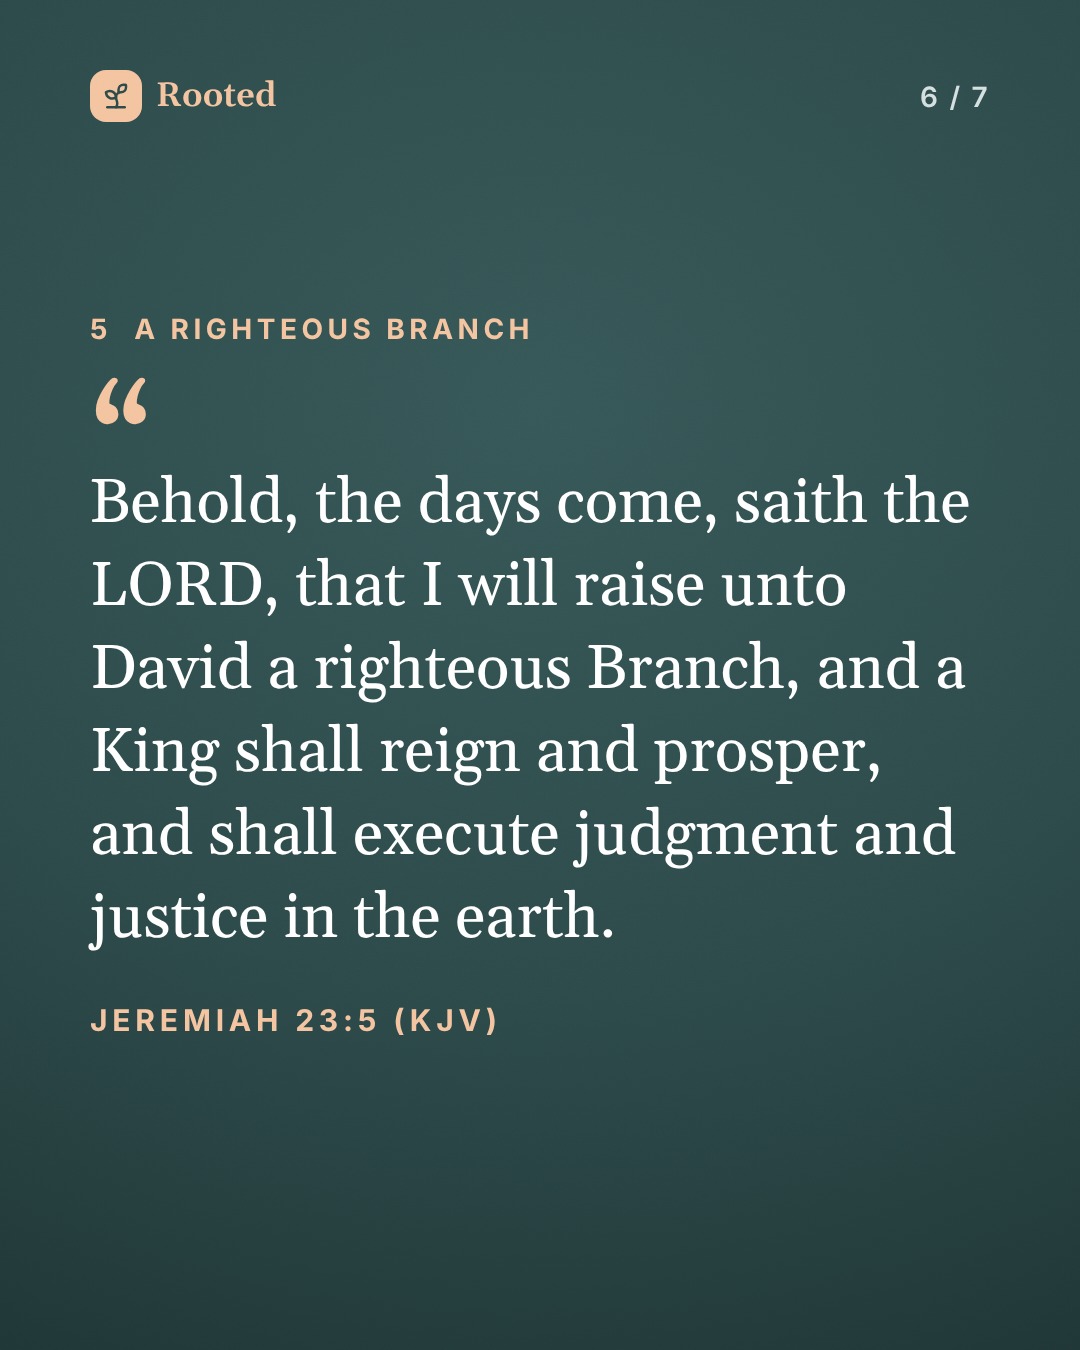 Rooted
6 / 7
5 A RIGHTEOUS BRANCH
“
Behold, the days come, saith the
LORD, that I will raise unto
David a righteous Branch, and a
King shall reign and prosper,
and shall execute judgment and
justice in the earth.
JEREMIAH 23:5 (KJV)